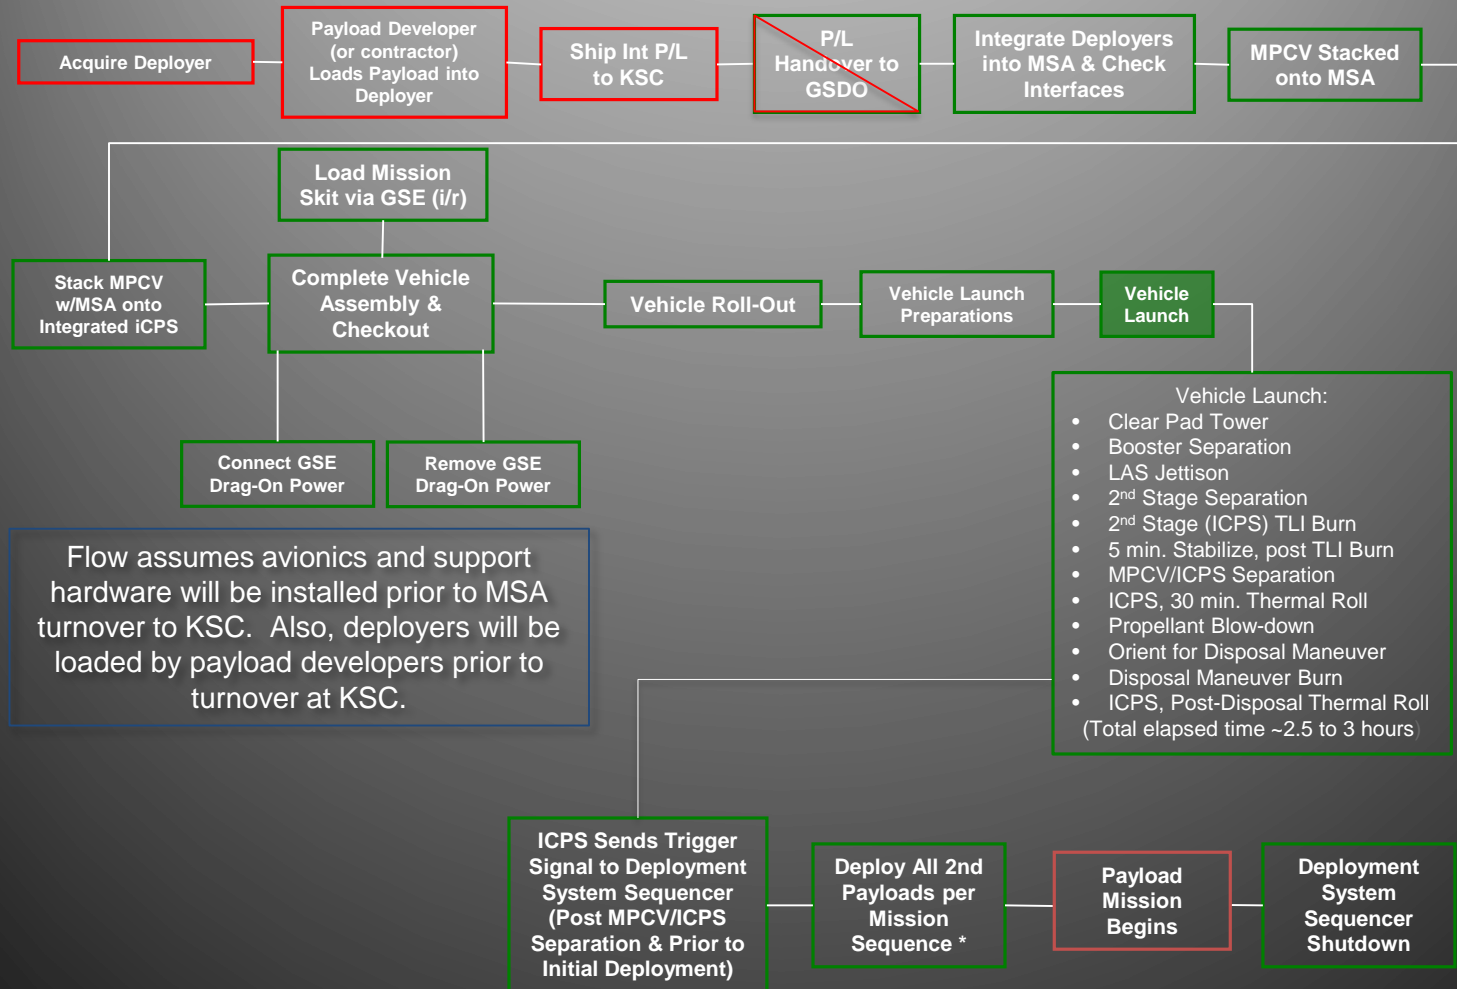 Acquire Deployer
Payload Developer
(or contractor)
Loads Payload into
Deployer
Ship Int P/L
to KSC
P/L
Handover to
GSDO
Integrate Deployers
into MSA & Check
Interfaces
MPCV Stacked
onto MSA
Load Mission
Skit via GSE (i/r)
Stack MPCV
w/MSA onto
Integrated iCPS
Complete Vehicle
Assembly &
Checkout
Vehicle Roll-Out
Vehicle Launch
Preparations
Vehicle
Launch
Connect GSE
Drag-On Power
Remove GSE
Drag-On Power
Flow assumes avionics and support
hardware will be installed prior to MSA
turnover to KSC.  Also, deployers will be
loaded by payload developers prior to
turnover at KSC.
Vehicle Launch:
• Clear Pad Tower
• Booster Separation
• LAS Jettison
• 2nd Stage Separation
• 2nd Stage (ICPS) TLI Burn
• 5 min. Stabilize, post TLI Burn
• MPCV/ICPS Separation
• ICPS, 30 min. Thermal Roll
• Propellant Blow-down
• Orient for Disposal Maneuver
• Disposal Maneuver Burn
• ICPS, Post-Disposal Thermal Roll
(Total elapsed time ~2.5 to 3 hours)
ICPS Sends Trigger
Signal to Deployment
System Sequencer
(Post MPCV/ICPS
Separation & Prior to
Initial Deployment)
Deploy All 2nd
Payloads per
Mission
Sequence *
Payload
Mission
Begins
Deployment
System
Sequencer
Shutdown